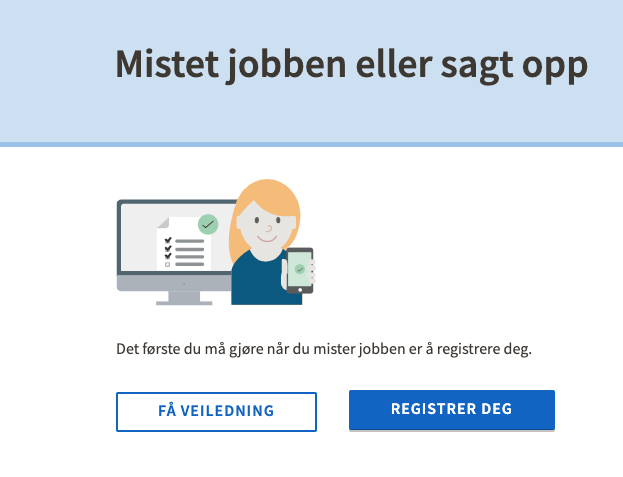 Mistet jobben eller sagt opp
Det første du må gjøre når du mister jobben er å registrere deg.
FÅ VEILEDNING
REGISTRER DEG